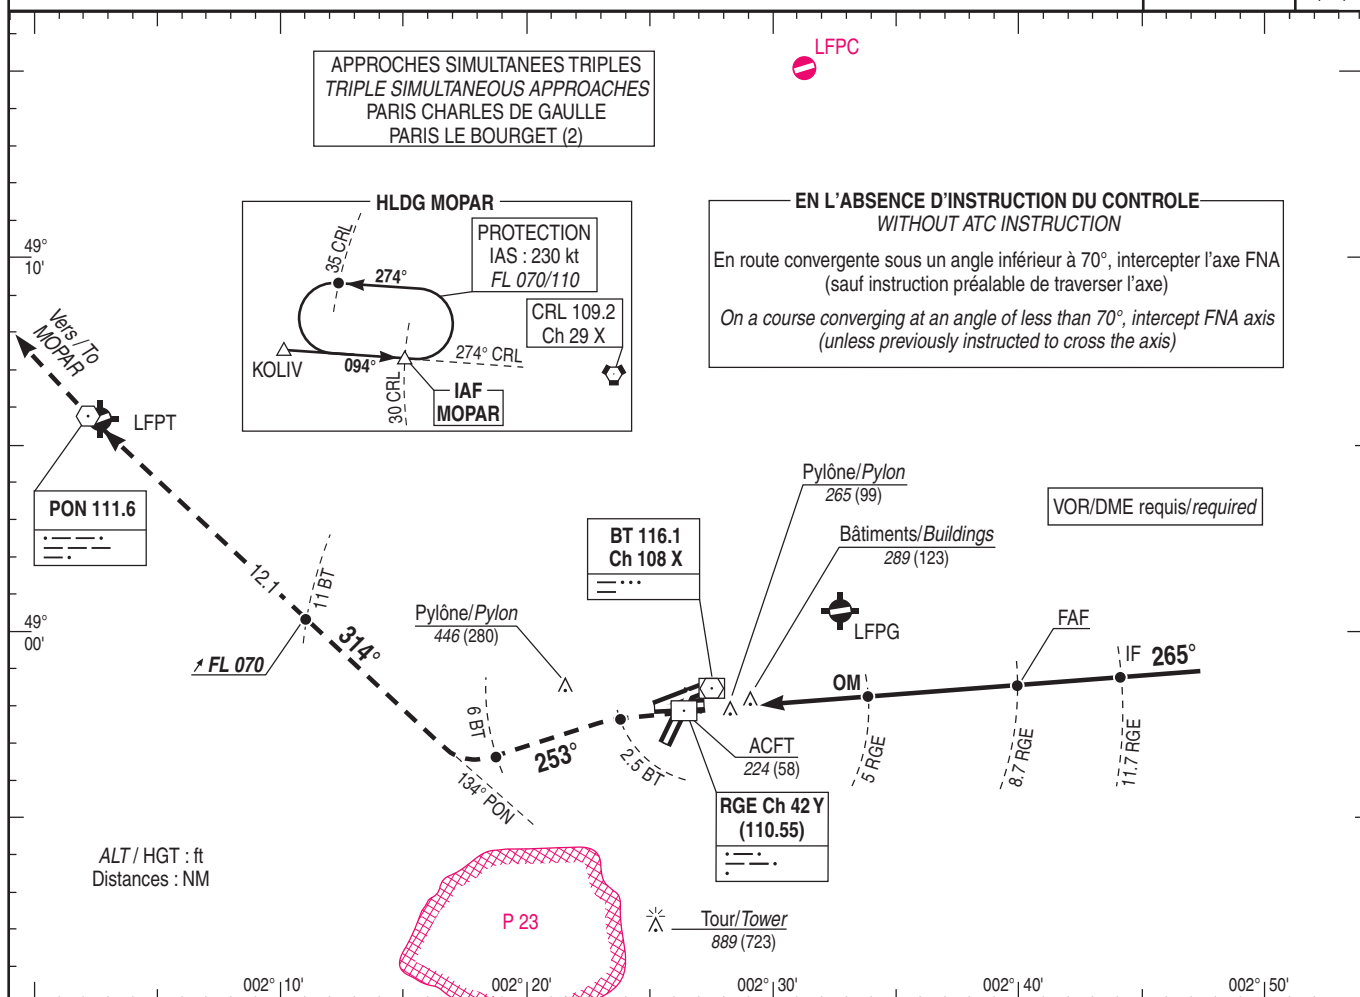 LFPC
APPROCHES SIMULTANEES TRIPLES
TRIPLE SIMULTANEOUS APPROACHES
PARIS CHARLES DE GAULLE
PARIS LE BOURGET (2)
HLDG MOPAR
35 CRL
274°
PROTECTION
IAS : 230 kt
FL 070/110
CRL 109.2
Ch 29 X
KOLIV
094°
274° CRL
30 CRL
IAF
MOPAR
EN L'ABSENCE D'INSTRUCTION DU CONTROLE
WITHOUT ATC INSTRUCTION
En route convergente sous un angle inférieur à 70°, intercepter l'axe FNA
(sauf instruction préalable de traverser l'axe)
On a course converging at an angle of less than 70°, intercept FNA axis
(unless previously instructed to cross the axis)
49°
10'
Vers / To
MOPAR
LFPT
PON 111.6
12.1
11 BT
314°
FL 070
Pylône/Pylon
446 (280)
BT 116.1
Ch 108 X
Pylône/Pylon
265 (99)
Bâtiments/Buildings
289 (123)
VOR/DME requis/required
LFPG
FAF
49°
00'
IF
265°
OM
6 BT
253°
2.5 BT
134° PON
ACFT
224 (58)
5 RGE
8.7 RGE
11.7 RGE
RGE Ch 42 Y
(110.55)
ALT / HGT : ft
Distances : NM
P 23
Tour/Tower
889 (723)
002° 10'
002° 20'
002° 30'
002° 40'
002° 50'